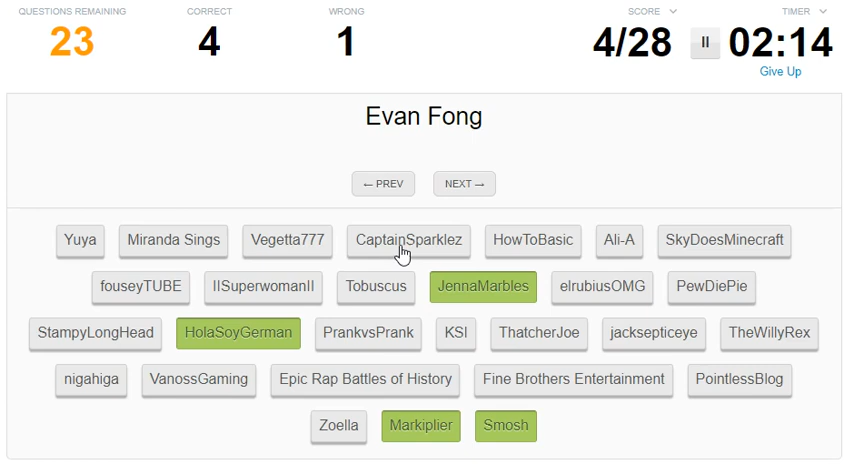 QUESTIONS REMAINING CORRECT WRONG SCORE TIMER
23 4 1 4/28 II 02:14
Give Up
Evan Fong
← PREV NEXT →
Yuya Miranda Sings Vegetta777 CaptainSparklez HowToBasic Ali-A SkyDoesMinecraft
fouseyTUBE IISuperwomanII Tobuscus JennaMarbles elrubiusOMG PewDiePie
StampyLongHead HolaSoyGerman PrankvsPrank KSI ThatcherJoe jacksepticeye TheWillyRex
nigahiga VanossGaming Epic Rap Battles of History Fine Brothers Entertainment PointlessBlog
Zoella Markiplier Smosh